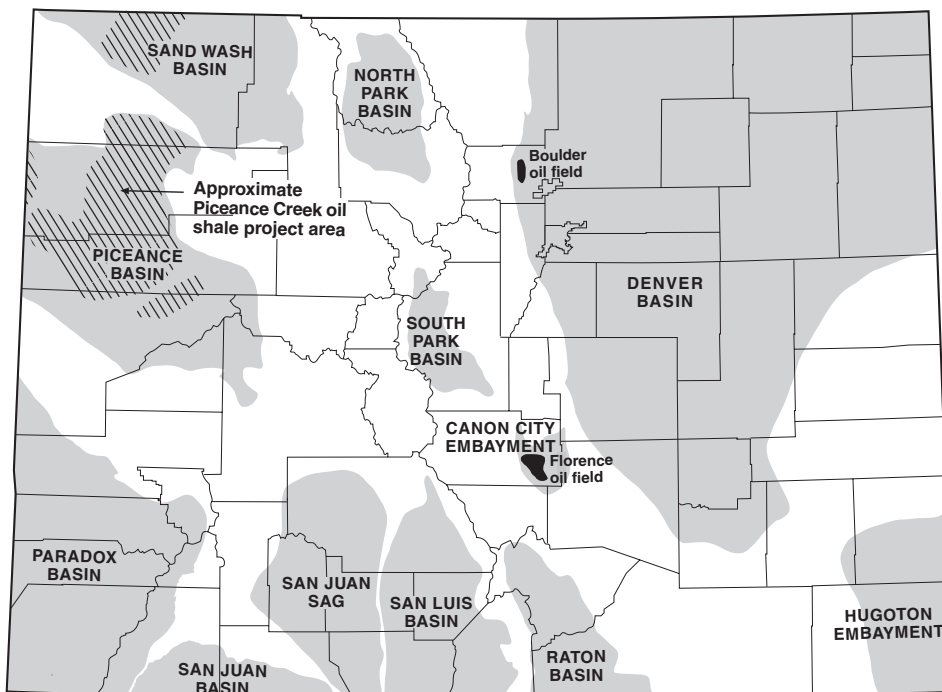 SAND WASH
BASIN
NORTH
PARK
BASIN
Boulder
oil field
Approximate
Piceance Creek oil
shale project area
PICEANCE
BASIN
DENVER
BASIN
SOUTH
PARK
BASIN
CANON CITY
EMBAYMENT
Florence
oil field
PARADOX
BASIN
SAN JUAN
SAG
SAN LUIS
BASIN
HUGOTON
EMBAYMENT
RATON
BASIN
SAN JUAN
BASIN